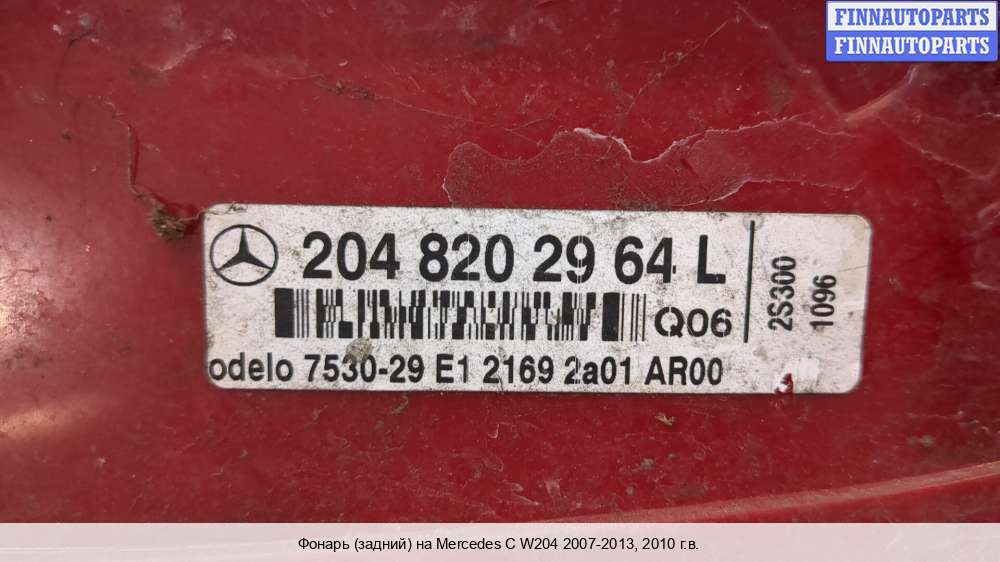 FINNAUTOPARTS
FINNAUTOPARTS
204 820 29 64 L
Q06
odelo 7530-29 E1 2169 2a01 AR00
2S300
1096
Фонарь (задний) на Mercedes C W204 2007-2013, 2010 г.в.